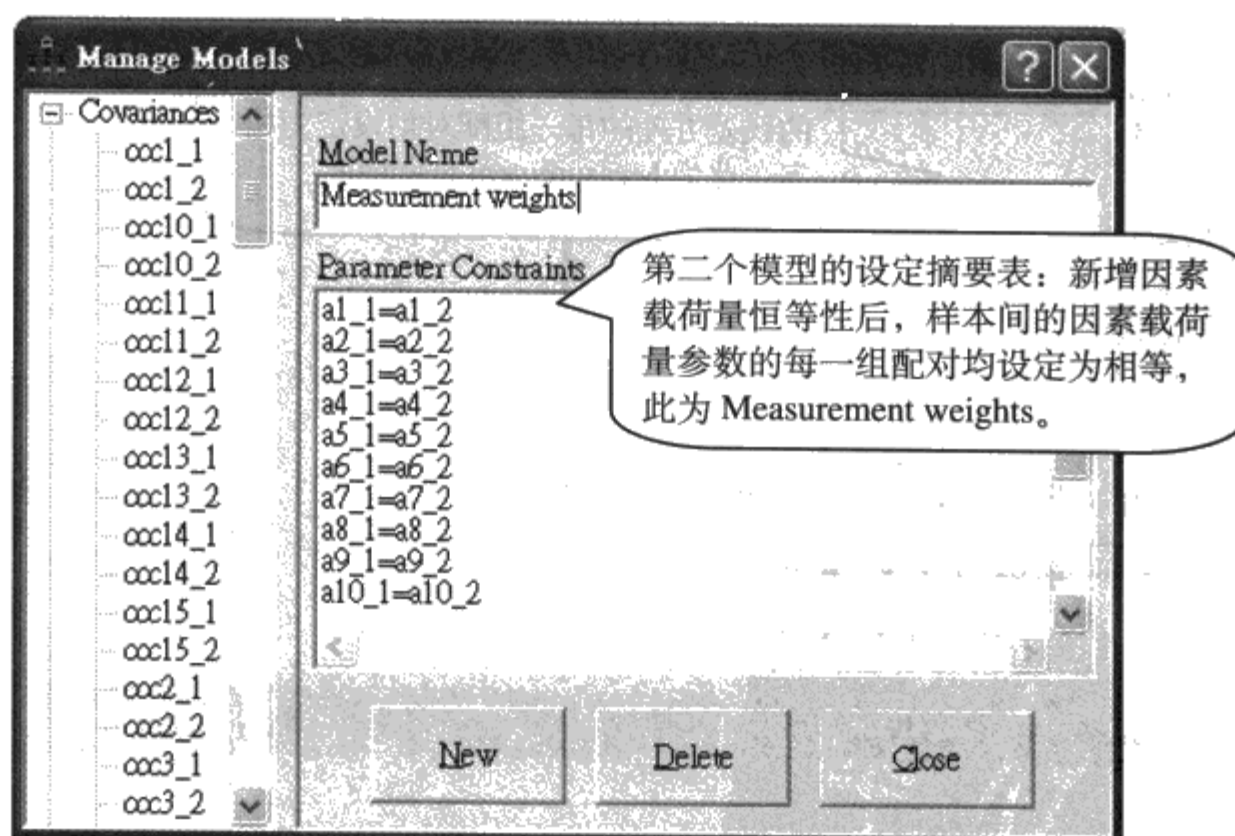 Manage Models
Covariances
ccc1_1
ccc1_2
ccc10_1
ccc10_2
ccc11_1
ccc11_2
ccc12_1
ccc12_2
ccc13_1
ccc13_2
ccc14_1
ccc14_2
ccc15_1
ccc15_2
ccc2_1
ccc2_2
ccc3_1
ccc3_2
Model Name
Measurement weights
Parameter Constraints
a1_1=a1_2
a2_1=a2_2
a3_1=a3_2
a4_1=a4_2
a5_1=a5_2
a6_1=a6_2
a7_1=a7_2
a8_1=a8_2
a9_1=a9_2
a10_1=a10_2
第二个模型的设定摘要表：新增因素
载荷量恒等性后，样本间的因素载荷
量参数的每一组配对均设定为相等，
此为 Measurement weights。
New
Delete
Close